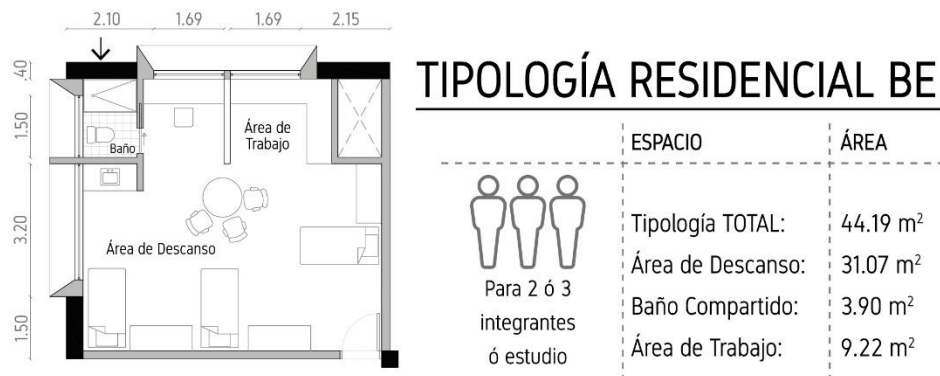 2.10 1.69 1.69 2.15
.40
1.50
3.20
1.50
Baño
Área de
Trabajo
Área de Descanso
TIPOLOGÍA RESIDENCIAL BE
ESPACIO ÁREA
Para 2 ó 3
integrantes
ó estudio
Tipología TOTAL: 44.19 m²
Área de Descanso: 31.07 m²
Baño Compartido: 3.90 m²
Área de Trabajo: 9.22 m²